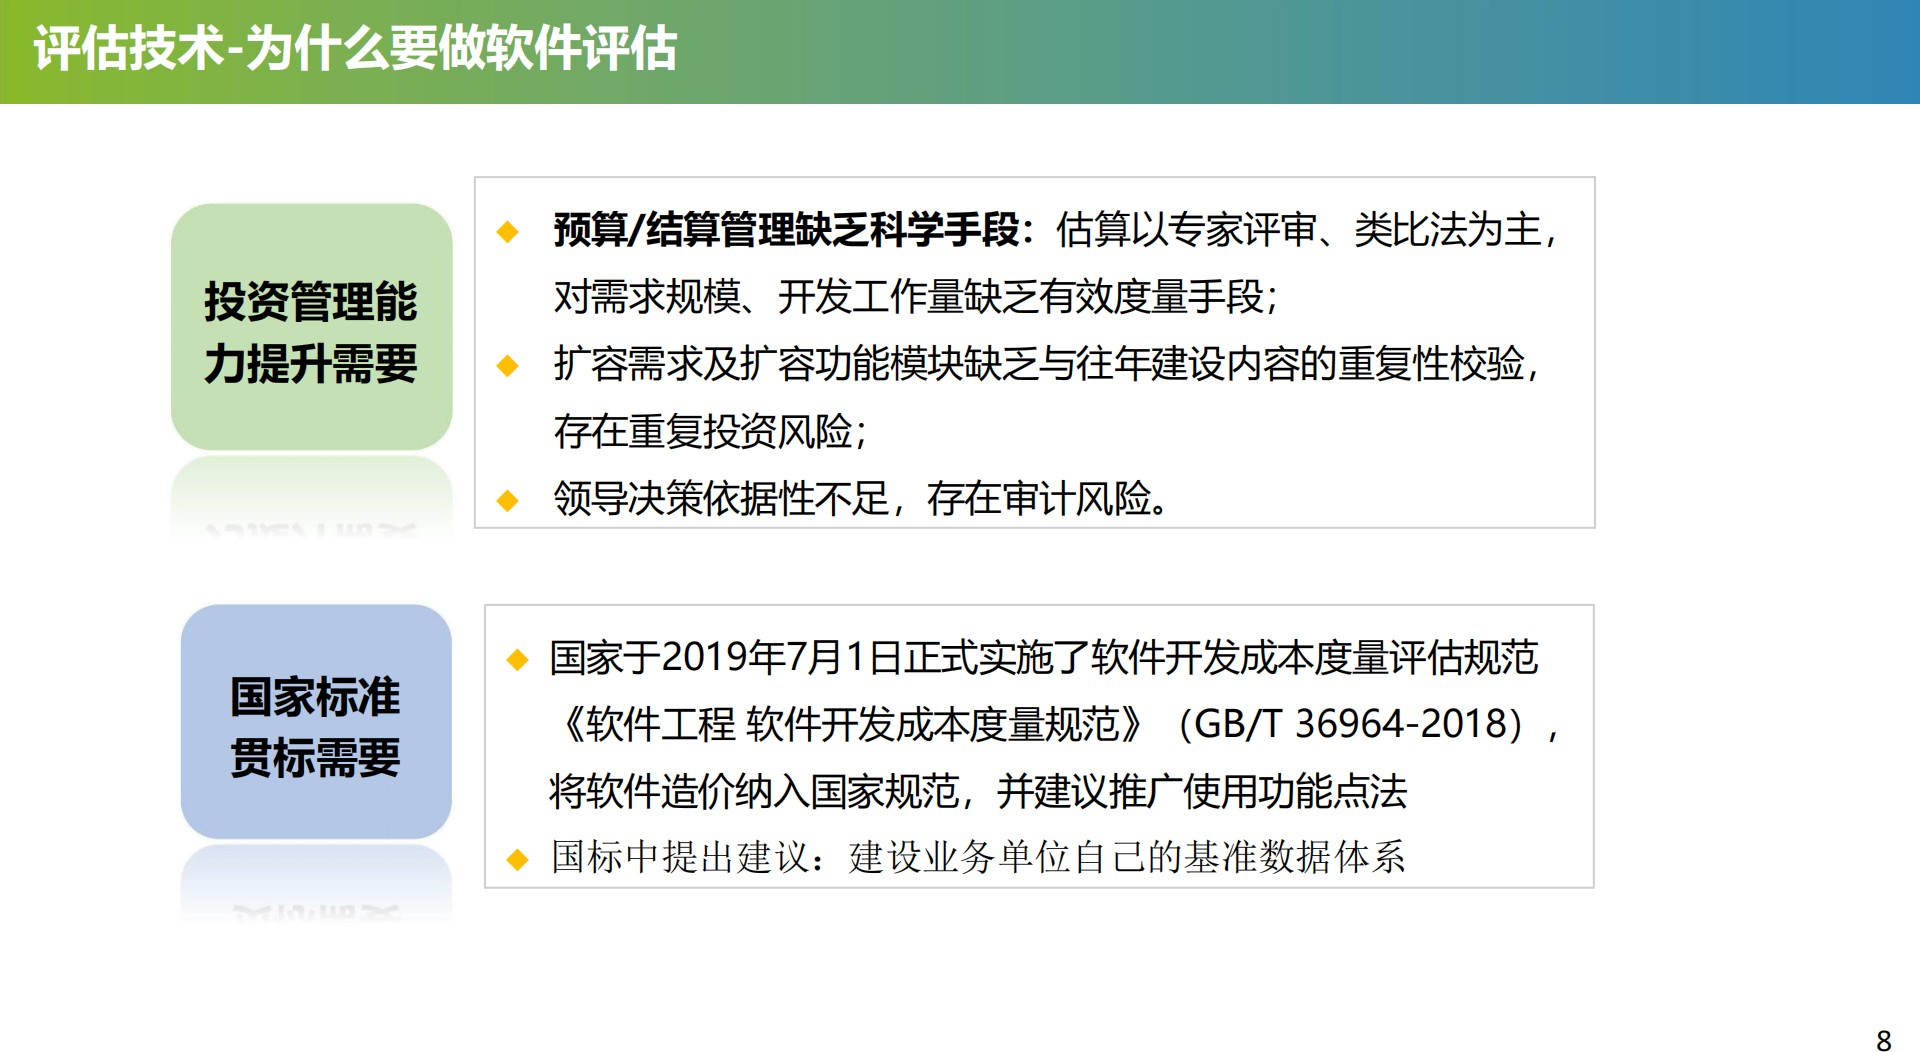 评估技术-为什么要做软件评估
投资管理能
力提升需要
预算/结算管理缺乏科学手段：估算以专家评审、类比法为主，
对需求规模、开发工作量缺乏有效度量手段；
扩容需求及扩容功能模块缺乏与往年建设内容的重复性校验，
存在重复投资风险；
领导决策依据性不足，存在审计风险。
国家标准
贯标需要
国家于2019年7月1日正式实施了软件开发成本度量评估规范
《软件工程 软件开发成本度量规范》（GB/T 36964-2018），
将软件造价纳入国家规范，并建议推广使用功能点法
国标中提出建议：建设业务单位自己的基准数据体系
8